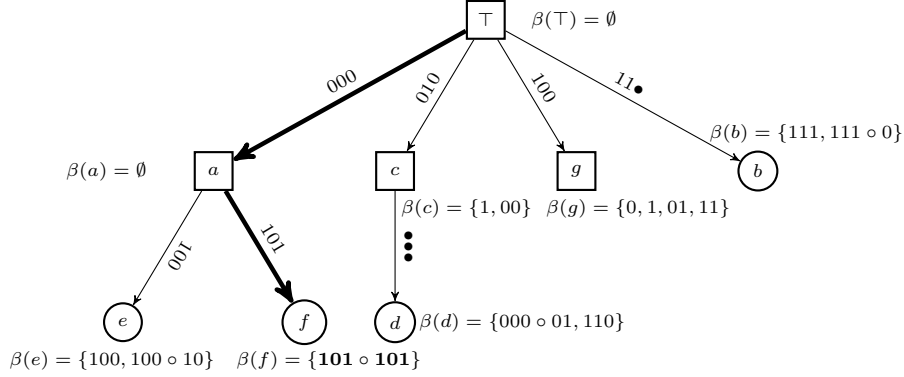 ⊤ β(⊤) = ∅
000
010
100
11•
β(b) = {111, 111 ∘ 0}
β(a) = ∅ a c g b
β(c) = {1, 00} β(g) = {0, 1, 01, 11}
100
101
•••
e f d β(d) = {000 ∘ 01, 110}
β(e) = {100, 100 ∘ 10} β(f) = {101 ∘ 101}